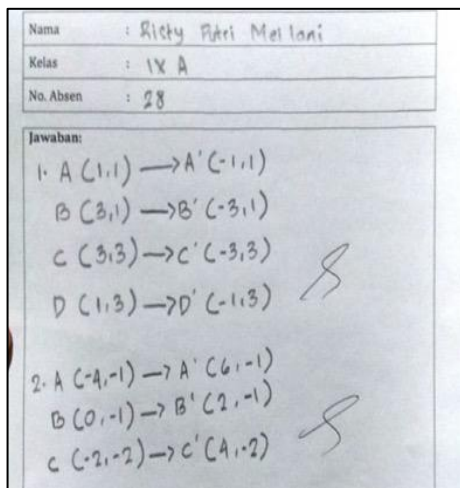 Nama : Ricky Putri Meilani
Kelas : IX A
No. Absen : 28
Jawaban:
1. A (1,1) → A' (-1,1)
B (3,1) → B' (-3,1)
C (3,3) → C' (-3,3)
D (1,3) → D' (-1,3)
2. A (-4,-1) → A' (6,-1)
B (0,-1) → B' (2,-1)
C (-2,-2) → C' (4,-2)